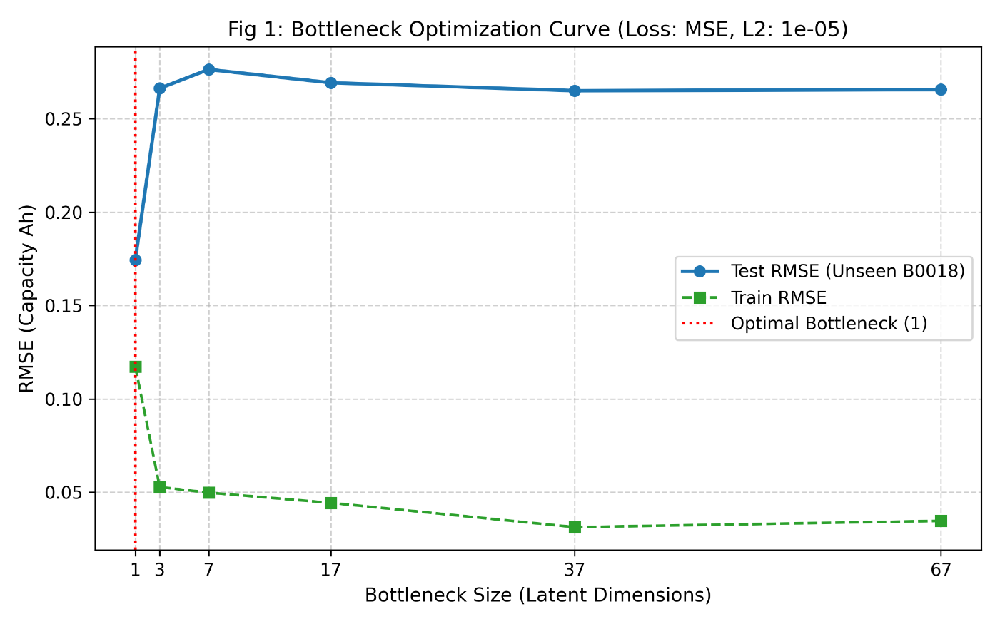 Fig 1: Bottleneck Optimization Curve (Loss: MSE, L2: 1e-05)
RMSE (Capacity Ah)
0.25
0.20
0.15
0.10
0.05
Test RMSE (Unseen B0018)
Train RMSE
Optimal Bottleneck (1)
1 3 7 17 37 67
Bottleneck Size (Latent Dimensions)